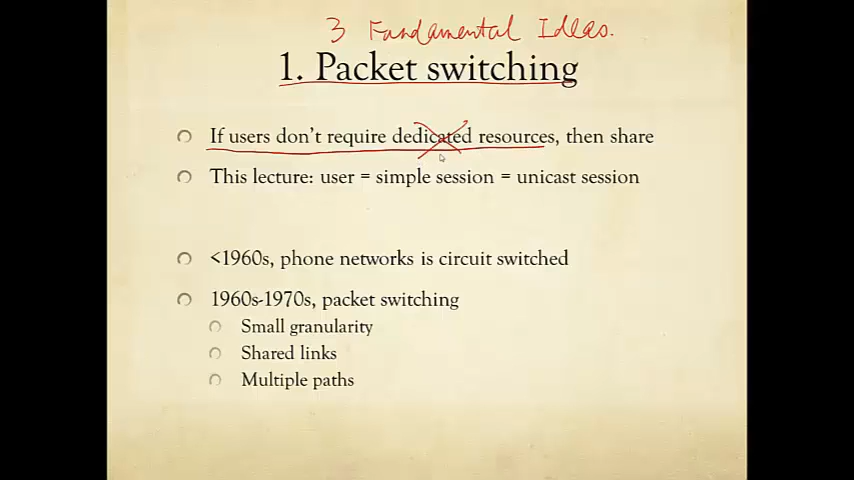 3 Fundamental Ideas.
1. Packet switching
If users don't require dedicated resources, then share
This lecture: user = simple session = unicast session
<1960s, phone networks is circuit switched
1960s-1970s, packet switching
Small granularity
Shared links
Multiple paths